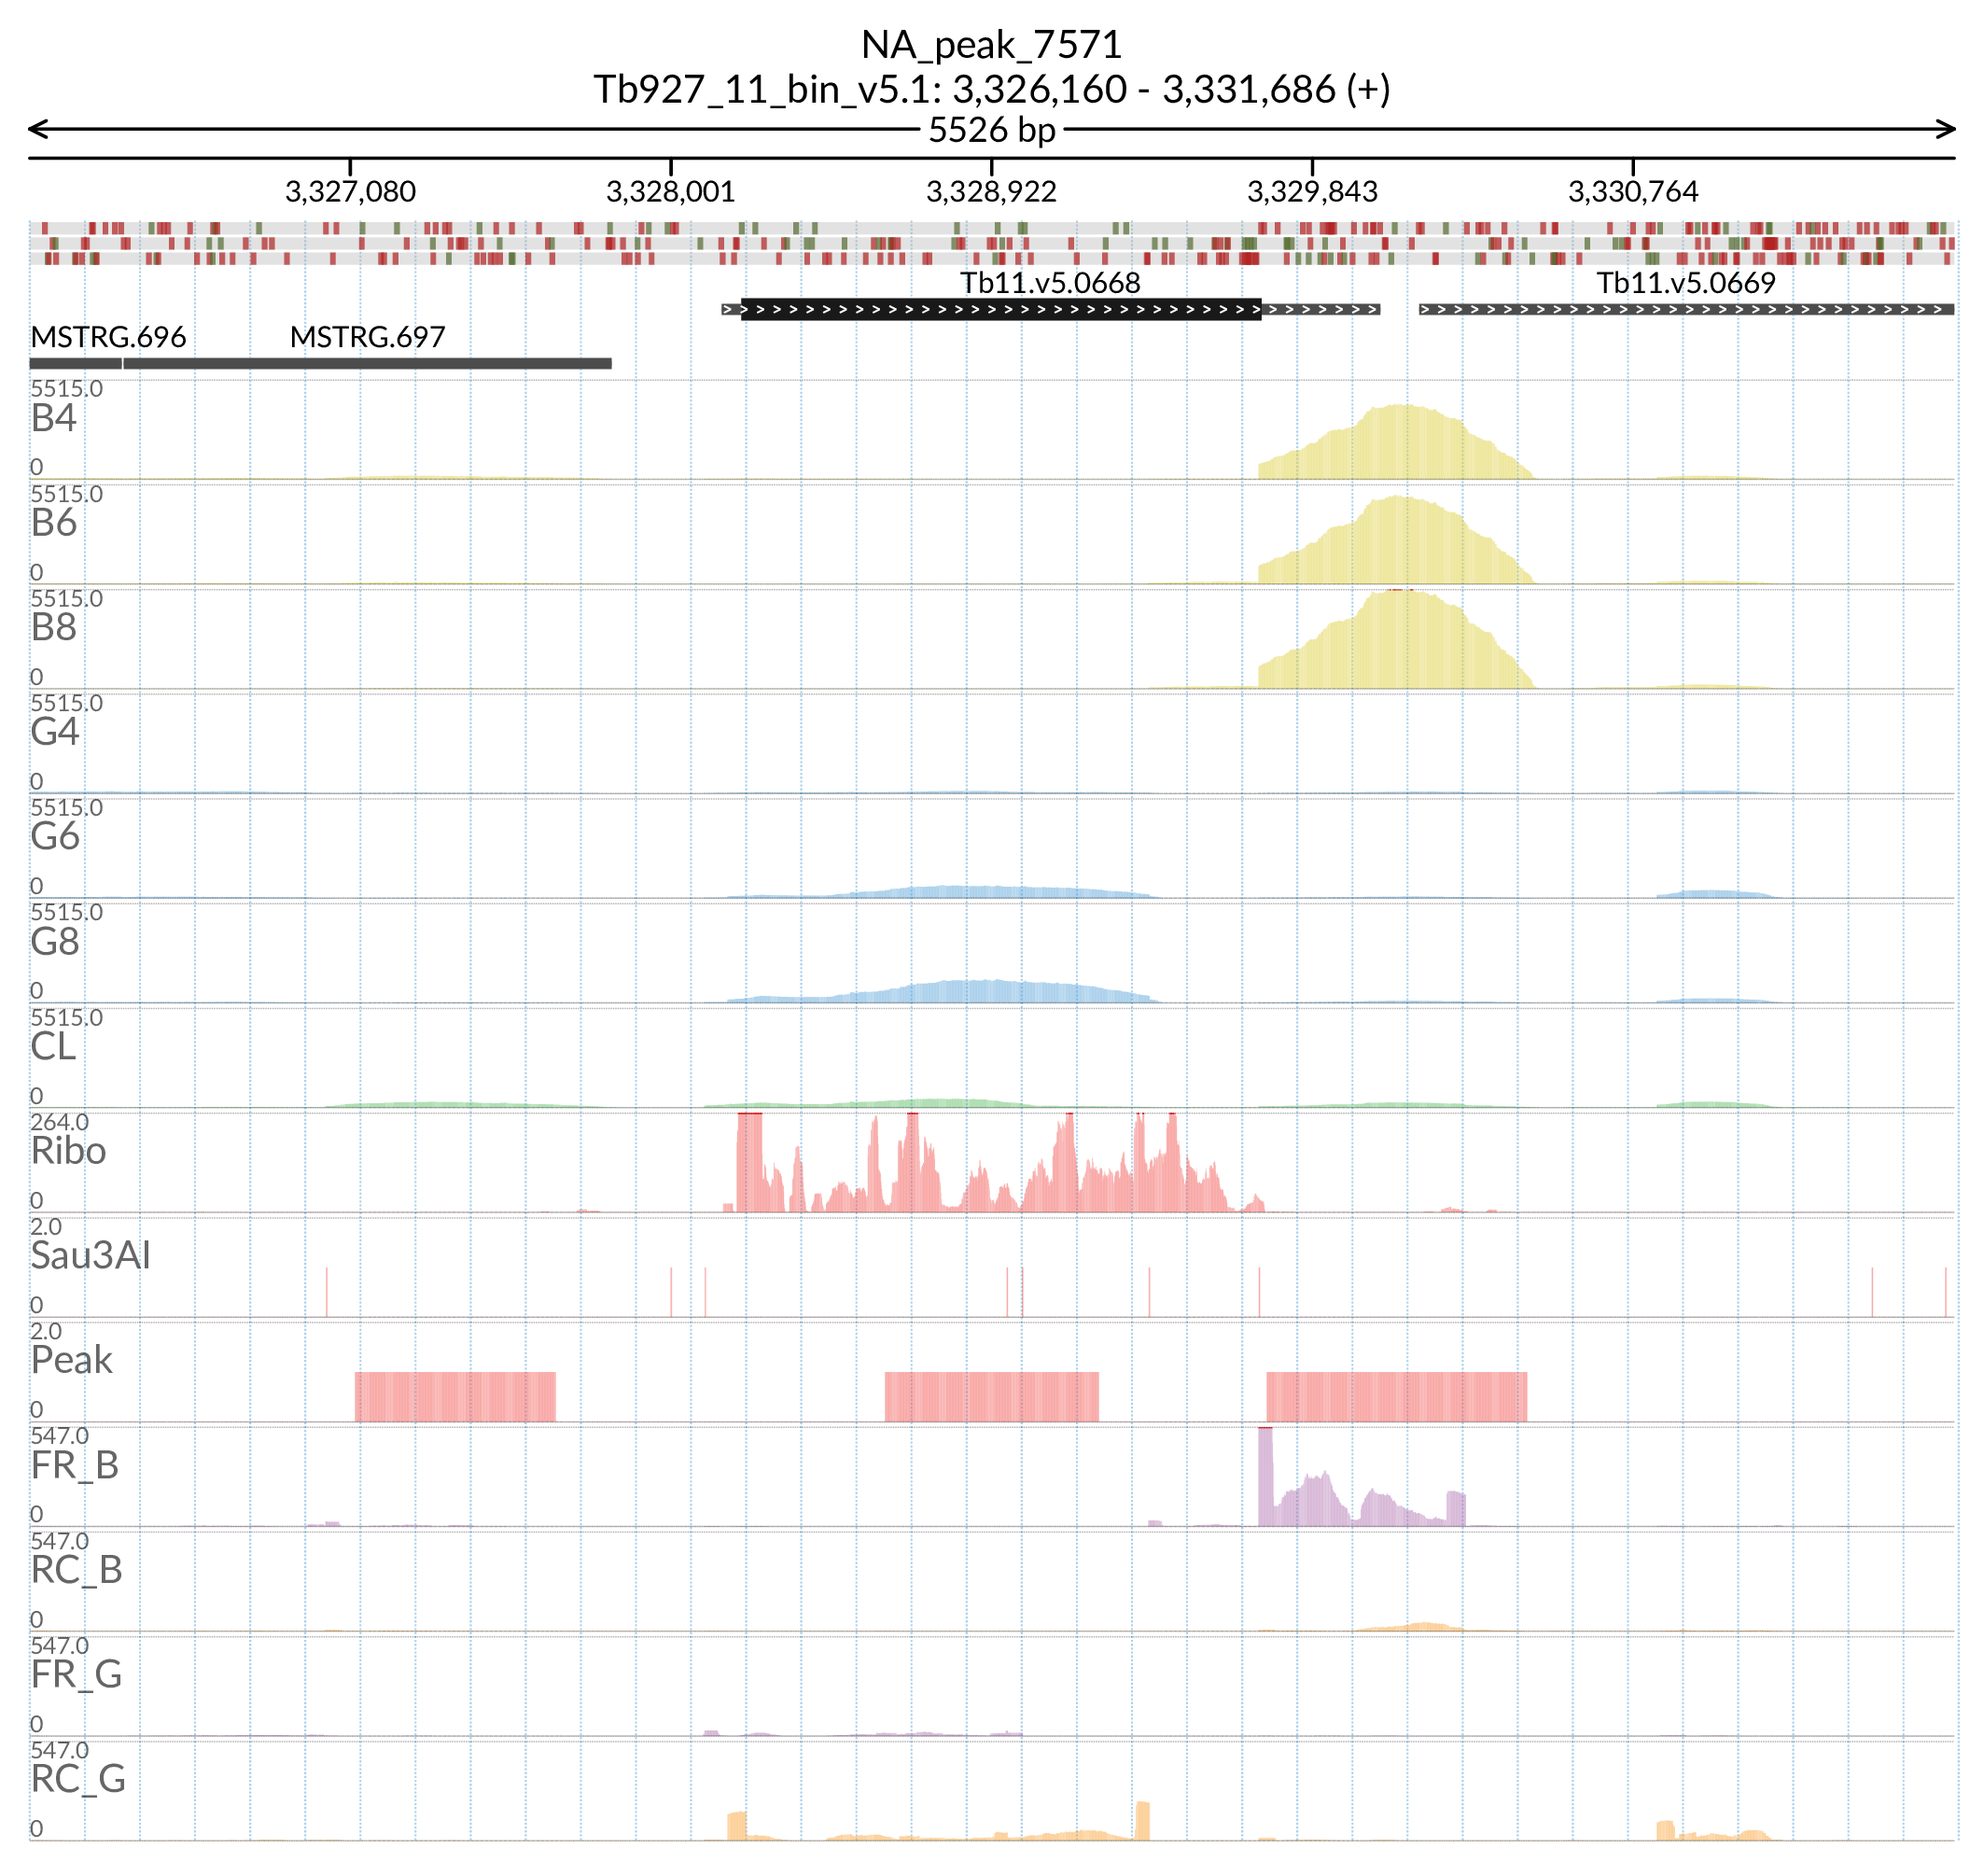 NA_peak_7571
Tb927_11_bin_v5.1: 3,326,160 - 3,331,686 (+)
5526 bp
3,327,080 3,328,001 3,328,922 3,329,843 3,330,764
Tb11.v5.0668 Tb11.v5.0669
MSTRG.696 MSTRG.697
5515.0
B4
0
5515.0
B6
0
5515.0
B8
0
5515.0
G4
0
5515.0
G6
0
5515.0
G8
0
5515.0
CL
0
264.0
Ribo
0
2.0
Sau3AI
0
2.0
Peak
0
547.0
FR_B
0
547.0
RC_B
0
547.0
FR_G
0
547.0
RC_G
0